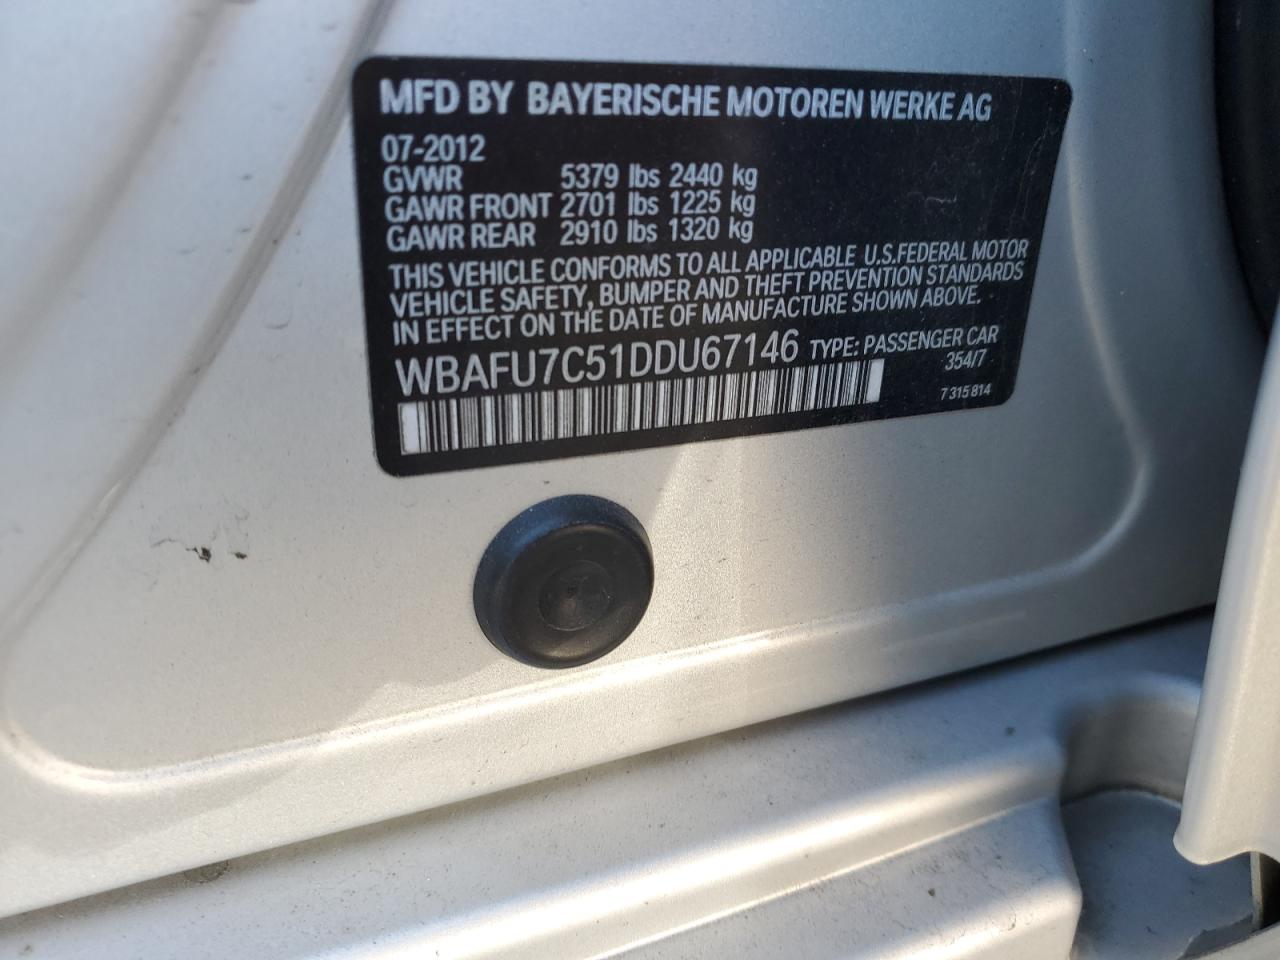 MFD BY BAYERISCHE MOTOREN WERKE AG
07-2012
GVWR 5379 lbs 2440 kg
GAWR FRONT 2701 lbs 1225 kg
GAWR REAR 2910 lbs 1320 kg
THIS VEHICLE CONFORMS TO ALL APPLICABLE U.S.FEDERAL MOTOR
VEHICLE SAFETY, BUMPER AND THEFT PREVENTION STANDARDS
IN EFFECT ON THE DATE OF MANUFACTURE SHOWN ABOVE.
WBAFU7C51DDU67146 TYPE: PASSENGER CAR
354/7
7 315 814